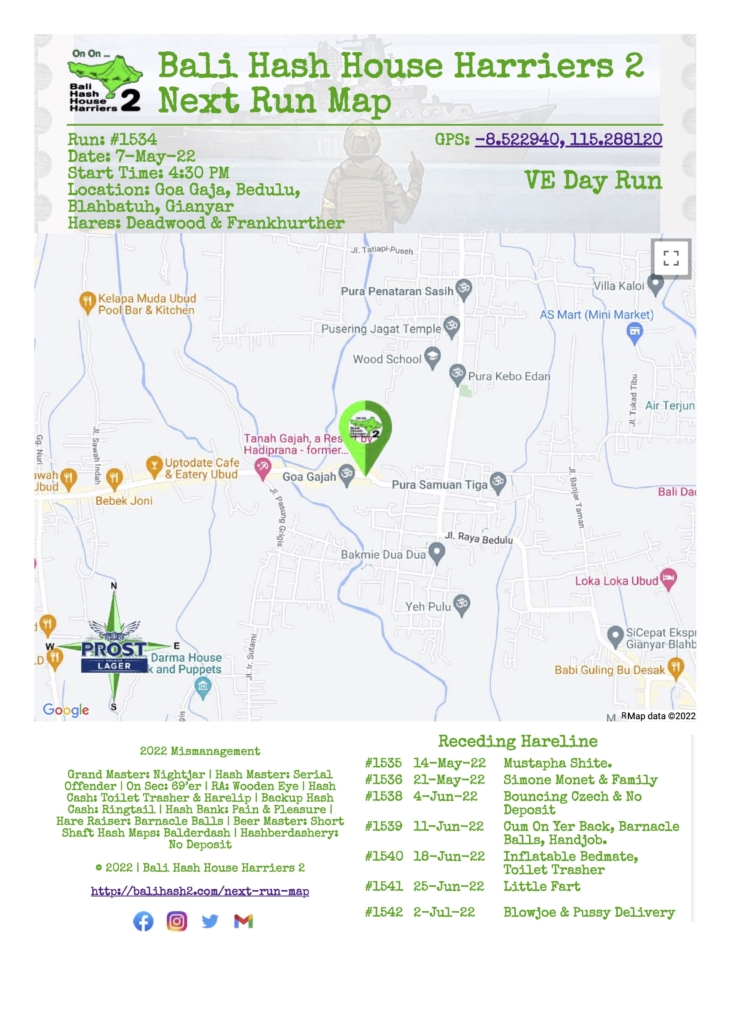 On On ...
Bali
Hash
House
Harriers 2
Bali Hash House Harriers 2
Next Run Map
Run: #1534
Date: 7-May-22
Start Time: 4:30 PM
Location: Goa Gaja, Bedulu,
Blahbatuh, Gianyar
Hares: Deadwood & Frankhurther
GPS: -8.522940, 115.288120
VE Day Run
Jl. Tatiapi-Puseh
Kelapa Muda Ubud
Pool Bar & Kitchen
Pura Penataran Sasih
Villa Kaloi
AS Mart (Mini Market)
Pusering Jagat Temple
Wood School
Pura Kebo Edan
Jl. Tukad Tibu
Air Terjun
Gg. Nuri
Jl. Sawah Indah
Tanah Gajah, a Res
by
Hadiprana - former...
Uptodate Cafe
& Eatery Ubud
awah
Ubud
Bebek Joni
Goa Gajah
Pura Samuan Tiga
Bali Dac
Jl. Pasung Grigis
Jl. Banjar Taman
Jl. Raya Bedulu
Bakmie Dua Dua
Loka Loka Ubud
Yeh Pulu
N
W
E
S
PROST
LAGER
Darma House
k and Puppets
Jl. Ir. Sutami
SiCepat Ekspr
Gianyar-Blahb
Babi Guling Bu Desak
Google
M. RMap data ©2022
2022 Mismanagement
Grand Master: Nightjar | Hash Master: Serial
Offender | On Sec: 69'er | RA: Wooden Eye | Hash
Cash: Toilet Trasher & Harelip | Backup Hash
Cash: Ringtail | Hash Bank: Pain & Pleasure |
Hare Raiser: Barnacle Balls | Beer Master: Short
Shaft Hash Maps: Balderdash | Hashberdashery:
No Deposit
© 2022 | Bali Hash House Harriers 2
http://balihash2.com/next-run-map
Receding Hareline
#1535 14-May-22 Mustapha Shite.
#1536 21-May-22 Simone Monet & Family
#1538 4-Jun-22 Bouncing Czech & No
Deposit
#1539 11-Jun-22 Cum On Yer Back, Barnacle
Balls, Handjob.
#1540 18-Jun-22 Inflatable Bedmate,
Toilet Trasher
#1541 25-Jun-22 Little Fart
#1542 2-Jul-22 Blowjoe & Pussy Delivery